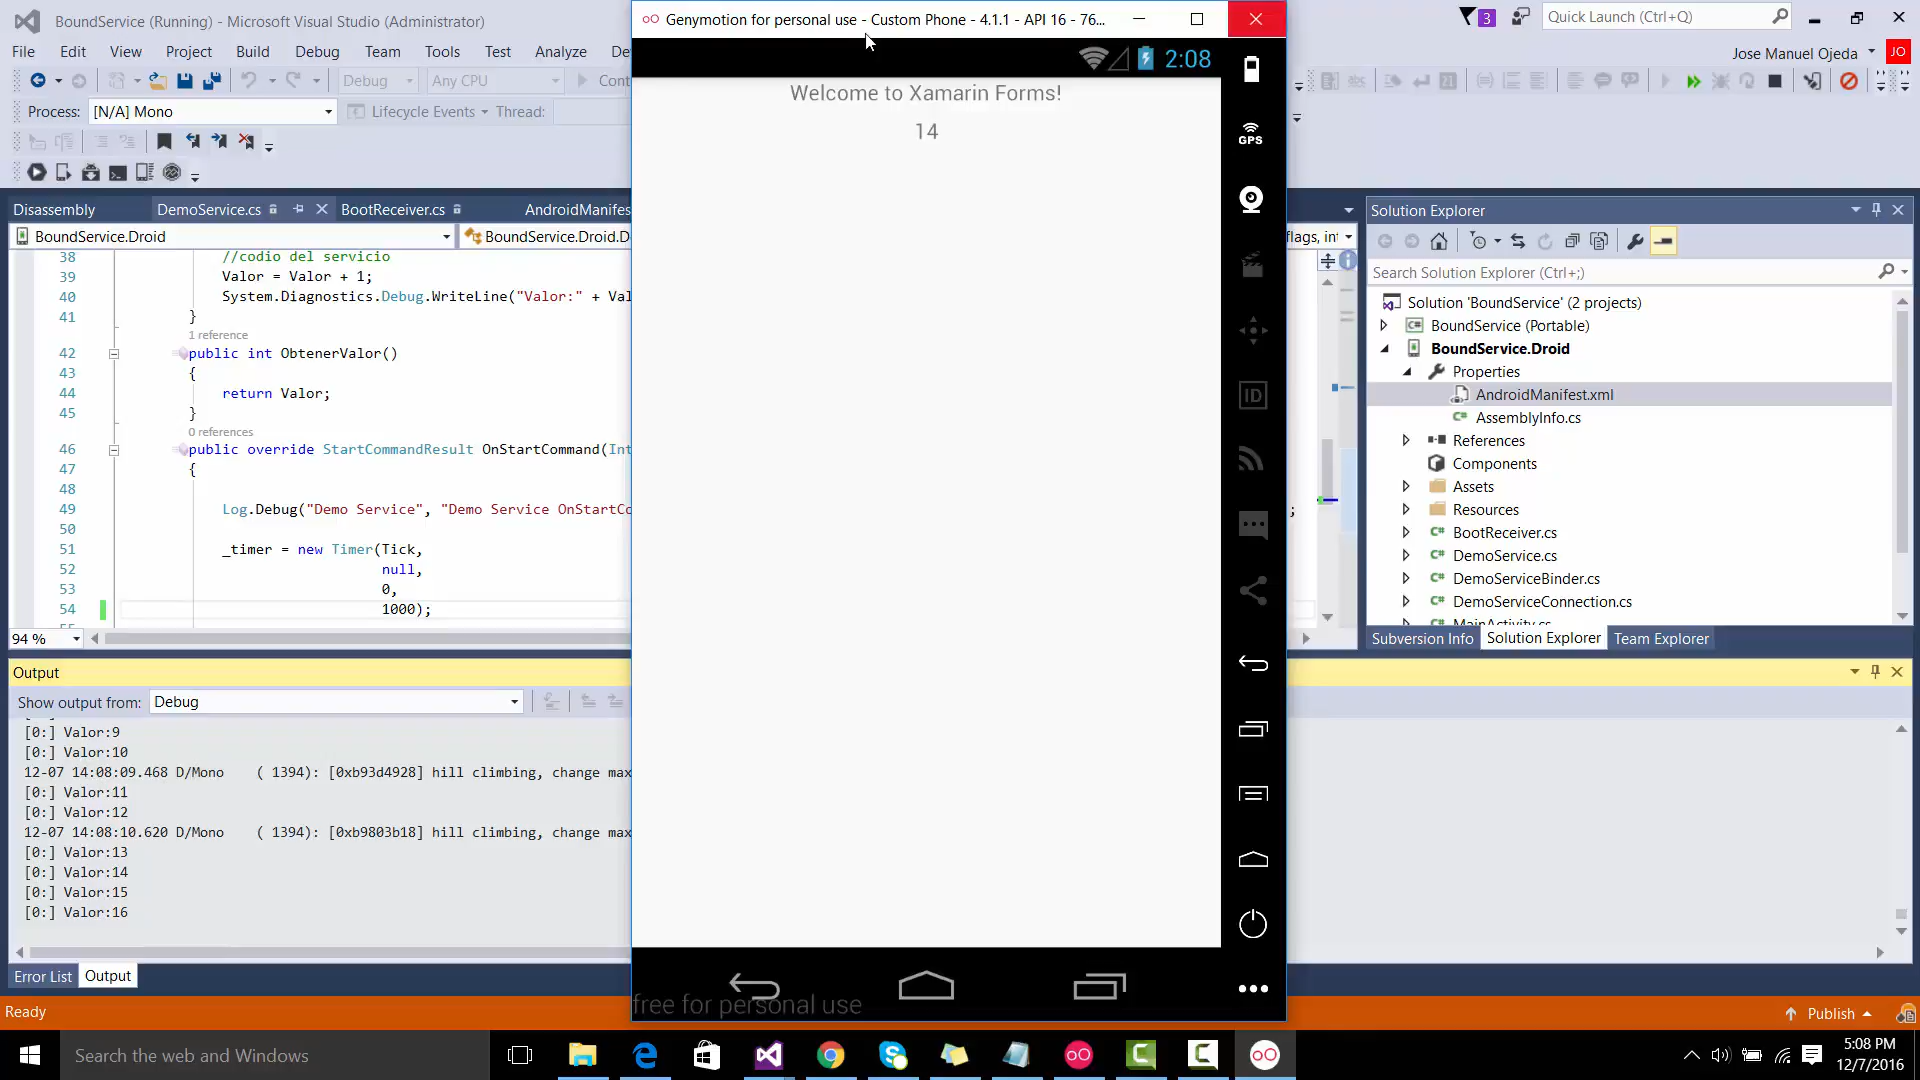 BoundService (Running) - Microsoft Visual Studio (Administrator)
Genymotion for personal use - Custom Phone - 4.1.1 - API 16 - 76...
3
Quick Launch (Ctrl+Q)
File Edit View Project Build Debug Team Tools Test Analyze
Jose Manuel Ojeda
JO
Debug
Any CPU
Process:
[N/A] Mono
Lifecycle Events
Thread:
2:08
Welcome to Xamarin Forms!
14
GPS
ID
free for personal use
Disassembly
DemoService.cs
BootReceiver.cs
AndroidManifes
BoundService.Droid
BoundService.Droid.D
flags, int
38 //codio del servicio
39 Valor = Valor + 1;
40 System.Diagnostics.Debug.WriteLine("Valor:" + Val
41 }
1 reference
42 public int ObtenerValor()
43 {
44 return Valor;
45 }
0 references
46 public override StartCommandResult OnStartCommand(Int
47 {
48
49 Log.Debug("Demo Service", "Demo Service OnStartCo
;
50
51 _timer = new Timer(Tick,
52 null,
53 0,
54 1000);
94 %
Solution Explorer
Search Solution Explorer (Ctrl+;)
Solution 'BoundService' (2 projects)
BoundService (Portable)
BoundService.Droid
Properties
AndroidManifest.xml
AssemblyInfo.cs
References
Components
Assets
Resources
BootReceiver.cs
DemoService.cs
DemoServiceBinder.cs
DemoServiceConnection.cs
MainActivity.cs
Subversion Info
Solution Explorer
Team Explorer
Output
Show output from:
Debug
[0:] Valor:9
[0:] Valor:10
12-07 14:08:09.468 D/Mono ( 1394): [0xb93d4928] hill climbing, change max
[0:] Valor:11
[0:] Valor:12
12-07 14:08:10.620 D/Mono ( 1394): [0xb9803b18] hill climbing, change max
[0:] Valor:13
[0:] Valor:14
[0:] Valor:15
[0:] Valor:16
Error List
Output
Ready
Publish
Search the web and Windows
5:08 PM
12/7/2016